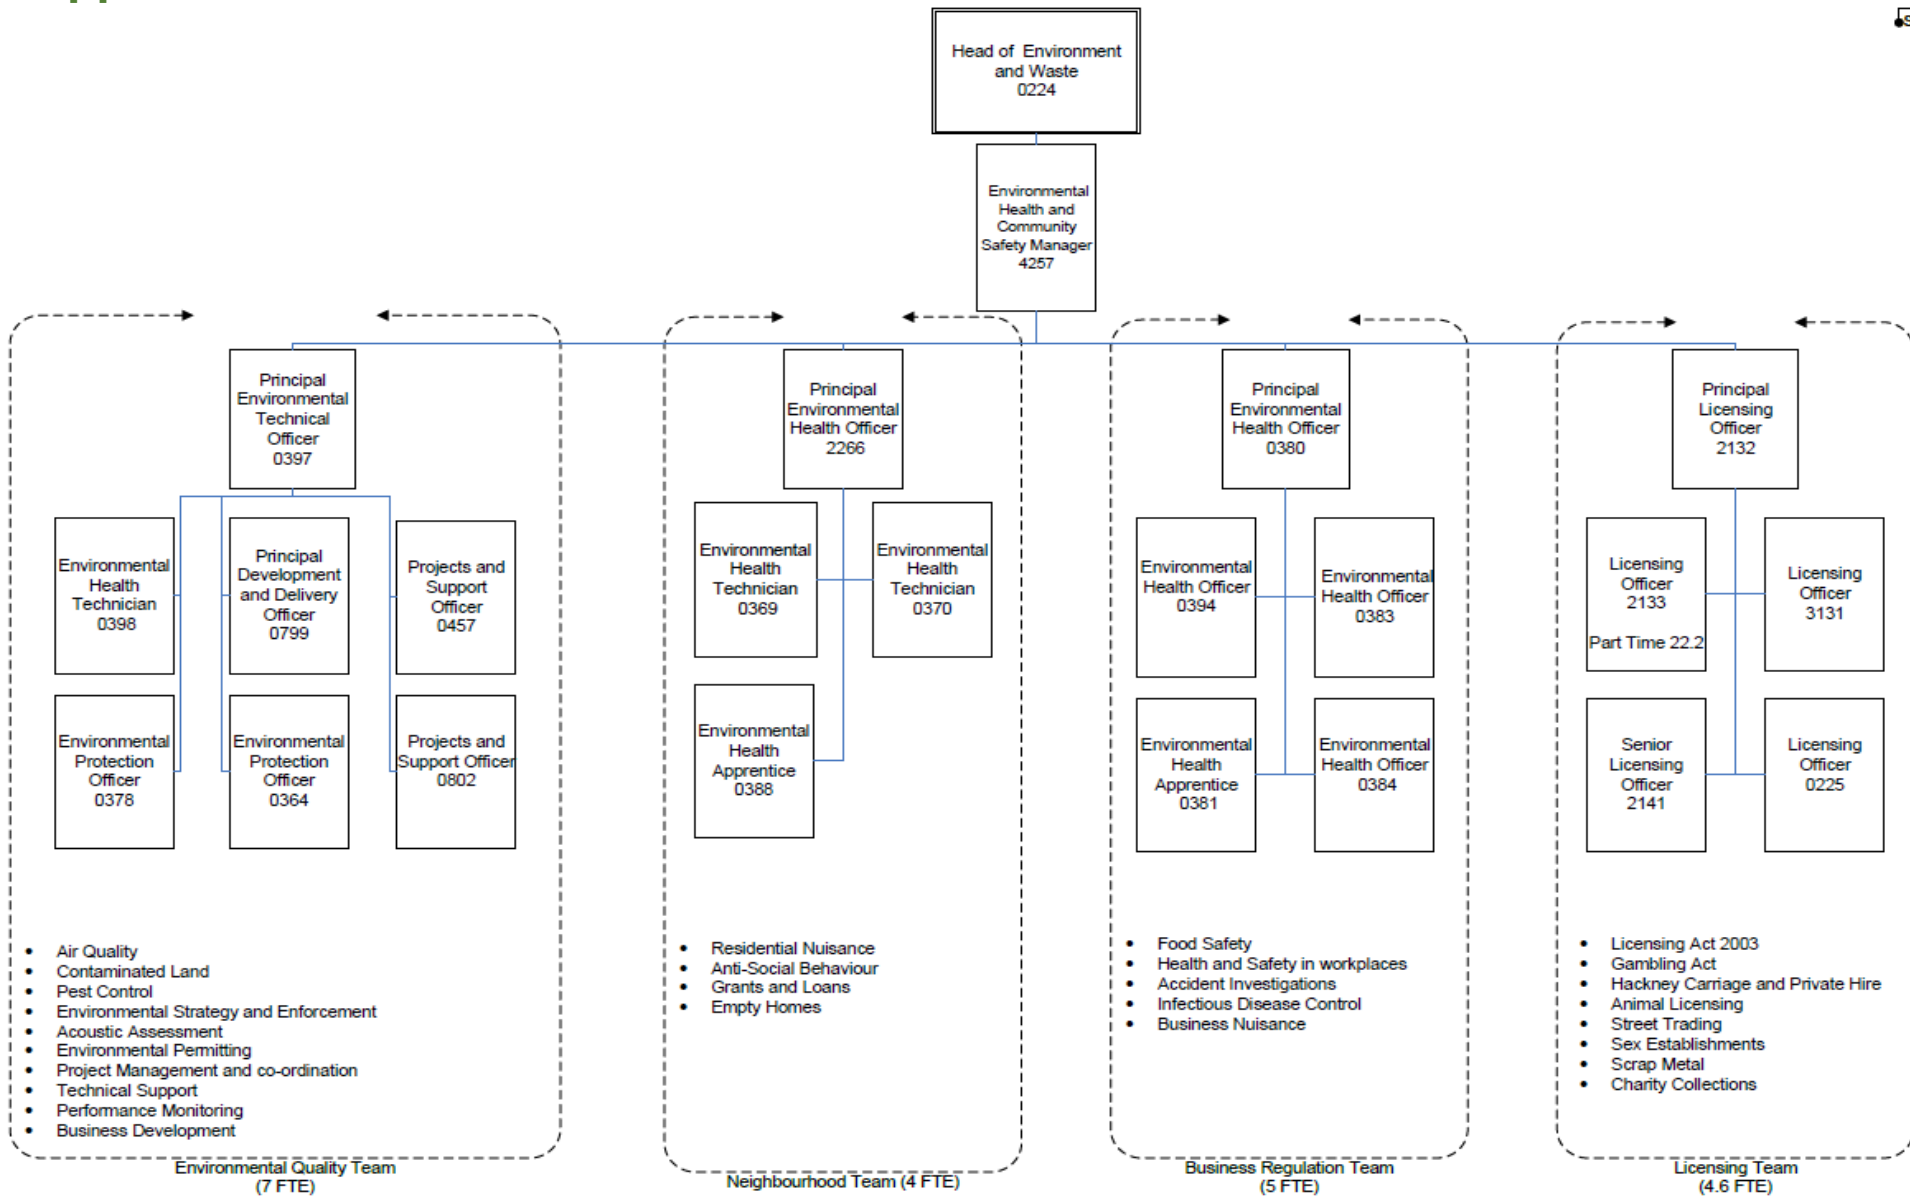 Head of Environment
and Waste
0224
Environmental
Health and
Community
Safety Manager
4257
Principal
Environmental
Technical
Officer
0397
Environmental
Health
Technician
0398
Principal
Development
and Delivery
Officer
0799
Projects and
Support
Officer
0457
Environmental
Protection
Officer
0378
Environmental
Protection
Officer
0364
Projects and
Support Officer
0802
• Air Quality
• Contaminated Land
• Pest Control
• Environmental Strategy and Enforcement
• Acoustic Assessment
• Environmental Permitting
• Project Management and co-ordination
• Technical Support
• Performance Monitoring
• Business Development
Environmental Quality Team
(7 FTE)
Principal
Environmental
Health Officer
2266
Environmental
Health
Technician
0369
Environmental
Health
Technician
0370
Environmental
Health
Apprentice
0388
• Residential Nuisance
• Anti-Social Behaviour
• Grants and Loans
• Empty Homes
Neighbourhood Team (4 FTE)
Principal
Environmental
Health Officer
0380
Environmental
Health Officer
0394
Environmental
Health Officer
0383
Environmental
Health
Apprentice
0381
Environmental
Health Officer
0384
• Food Safety
• Health and Safety in workplaces
• Accident Investigations
• Infectious Disease Control
• Business Nuisance
Business Regulation Team
(5 FTE)
Principal
Licensing
Officer
2132
Licensing
Officer
2133
Part Time 22.2
Licensing
Officer
3131
Senior
Licensing
Officer
2141
Licensing
Officer
0225
• Licensing Act 2003
• Gambling Act
• Hackney Carriage and Private Hire
• Animal Licensing
• Street Trading
• Sex Establishments
• Scrap Metal
• Charity Collections
Licensing Team
(4.6 FTE)